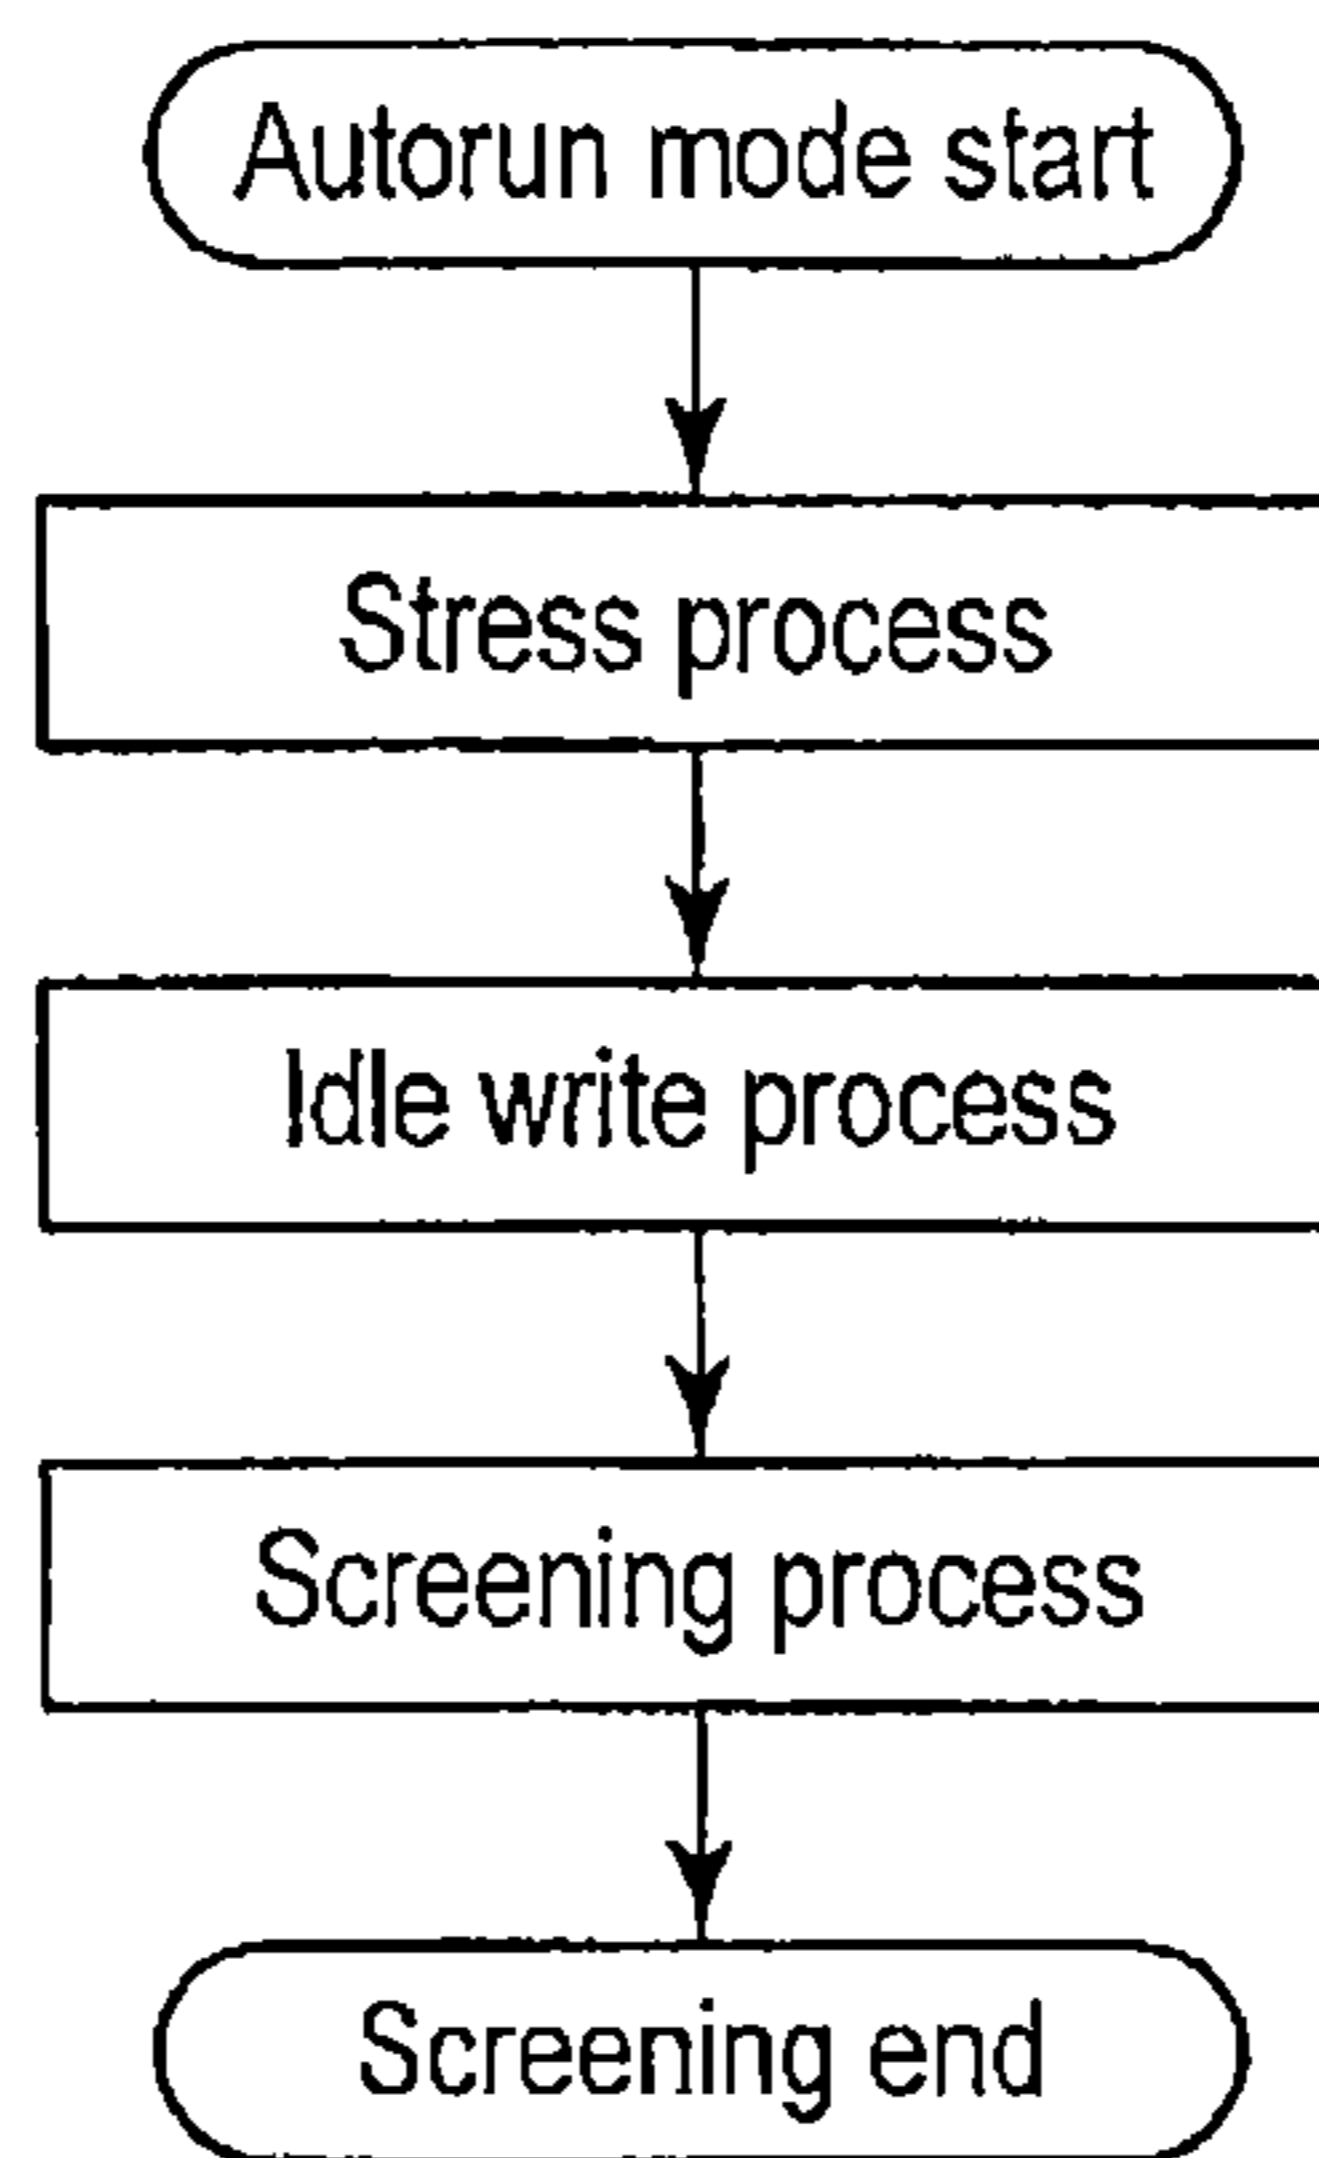 Autorun mode start
Stress process
Idle write process
Screening process
Screening end